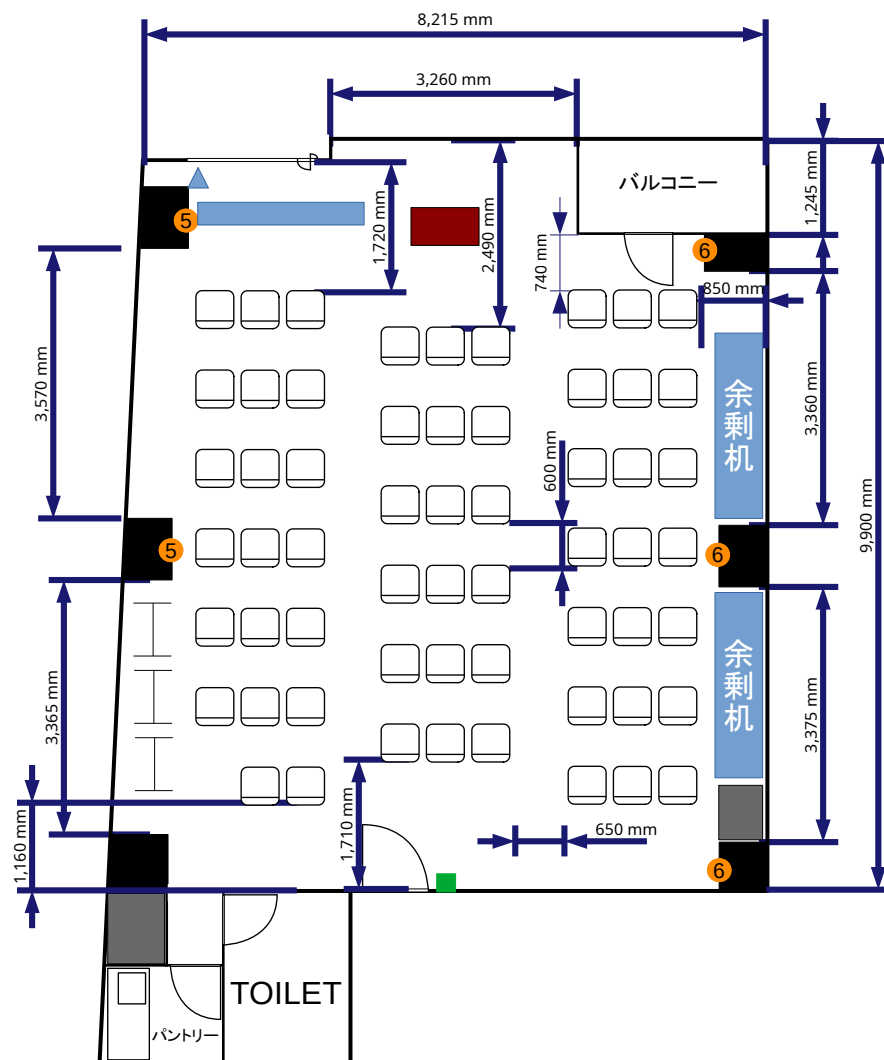 8,215 mm
3,260 mm
バルコニー
1,245 mm
1,720 mm
2,490 mm
740 mm
5
6
850 mm
3,570 mm
余剰机
3,360 mm
600 mm
9,900 mm
5
6
余剰机
3,365 mm
3,375 mm
1,160 mm
1,710 mm
650 mm
6
TOILET
パントリー